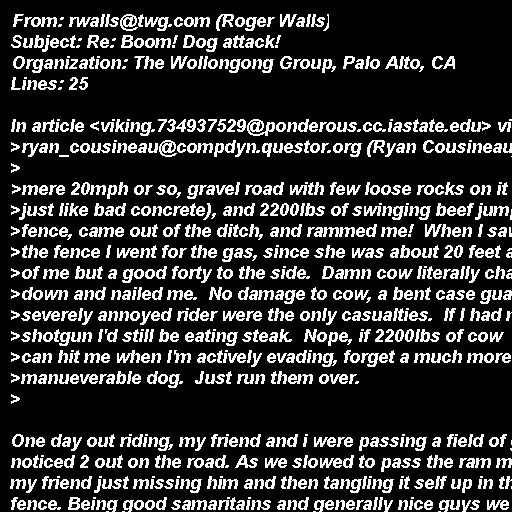 From: rwalls@twg.com (Roger Walls)
Subject: Re: Boom! Dog attack!
Organization: The Wollongong Group, Palo Alto, CA
Lines: 25

In article <viking.734937529@ponderous.cc.iastate.edu> vi
>ryan_cousineau@compdyn.questor.org (Ryan Cousineau
>
>mere 20mph or so, gravel road with few loose rocks on it
>just like bad concrete), and 2200lbs of swinging beef jum
>fence, came out of the ditch, and rammed me!  When I sa
>the fence I went for the gas, since she was about 20 feet a
>of me but a good forty to the side.  Damn cow literally cha
>down and nailed me.  No damage to cow, a bent case gua
>severely annoyed rider were the only casualties.  If I had
>shotgun I'd still be eating steak.  Nope, if 2200lbs of cow
>can hit me when I'm actively evading, forget a much more
>manueverable dog.  Just run them over.
>

One day out riding, my friend and i were passing a field of
noticed 2 out on the road. As we slowed to pass the ram m
my friend just missing him and then tangling it self up in th
fence. Being good samaritans and generally nice guys we